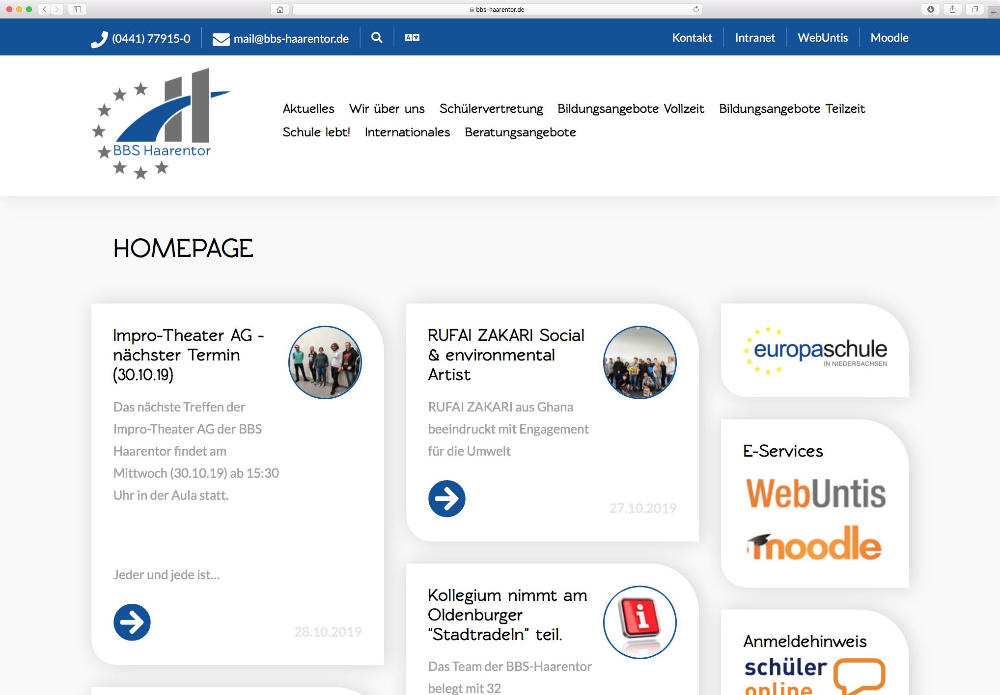 bbs-haarentor.de
(0441) 77915-0
mail@bbs-haarentor.de
Kontakt
Intranet
WebUntis
Moodle
BBS Haarentor
Aktuelles
Wir über uns
Schülervertretung
Bildungsangebote Vollzeit
Bildungsangebote Teilzeit
Schule lebt!
Internationales
Beratungsangebote
HOMEPAGE
Impro-Theater AG -
nächster Termin
(30.10.19)
Das nächste Treffen der
Impro-Theater AG der BBS
Haarentor findet am
Mittwoch (30.10.19) ab 15:30
Uhr in der Aula statt.
Jeder und jede ist...
28.10.2019
RUFAI ZAKARI Social
& environmental
Artist
RUFAI ZAKARI aus Ghana
beeindruckt mit Engagement
für die Umwelt
27.10.2019
Kollegium nimmt am
Oldenburger
"Stadtradeln" teil.
Das Team der BBS-Haarentor
belegt mit 32
europaschule
IN NIEDERSACHSEN
E-Services
WebUntis
moodle
Anmeldehinweis
schüler
online